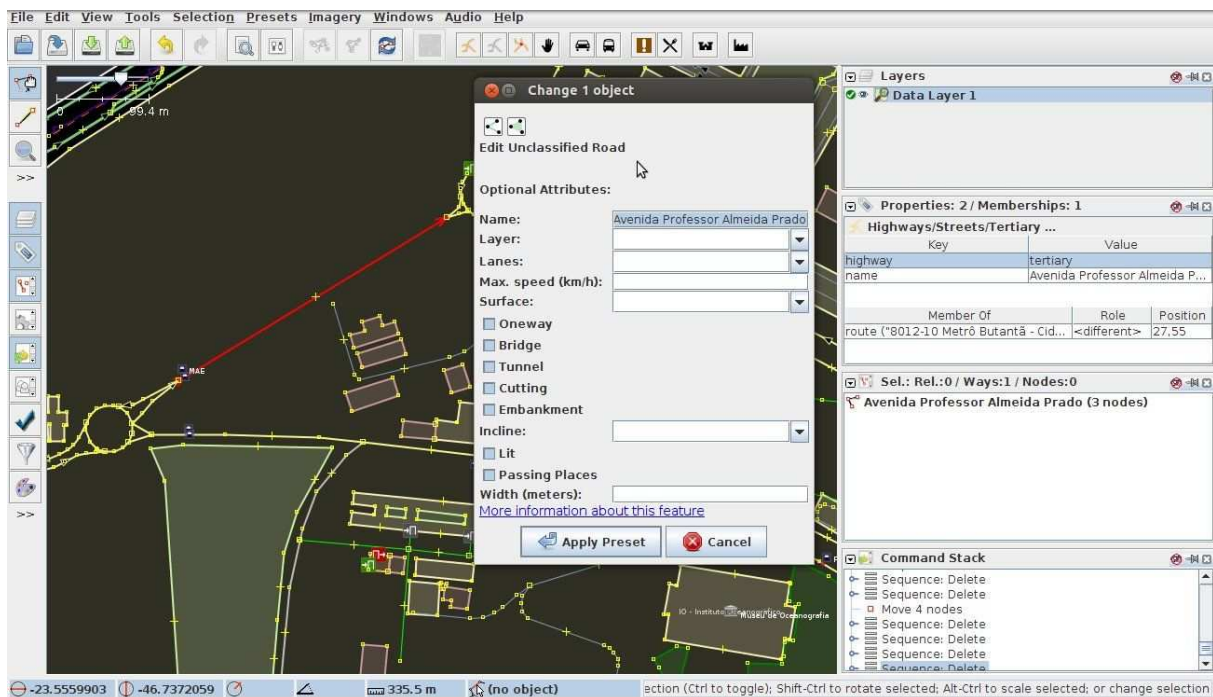 File Edit View Tools Selection Presets Imagery Windows Audio Help
0 99.4 m
MAE
IO - Instituto
Museu de Oceanografia
Change 1 object
Edit Unclassified Road
Optional Attributes:
Name: Avenida Professor Almeida Prado
Layer:
Lanes:
Max. speed (km/h):
Surface:
Oneway
Bridge
Tunnel
Cutting
Embankment
Incline:
Lit
Passing Places
Width (meters):
More information about this feature
Apply Preset Cancel
Layers
Data Layer 1
Properties: 2 / Memberships: 1
Highways/Streets/Tertiary ...
Key Value
highway tertiary
name Avenida Professor Almeida P...
Member Of Role Position
route ("8012-10 Metrô Butantã - Cid... <different> 27,55
Sel.: Rel.:0 / Ways:1 / Nodes:0
Avenida Professor Almeida Prado (3 nodes)
Command Stack
Sequence: Delete
Sequence: Delete
Move 4 nodes
Sequence: Delete
Sequence: Delete
Sequence: Delete
Sequence: Delete
>>
>>
-23.5559903 -46.7372059 335.5 m (no object) ection (Ctrl to toggle); Shift-Ctrl to rotate selected; Alt-Ctrl to scale selected; or change selection